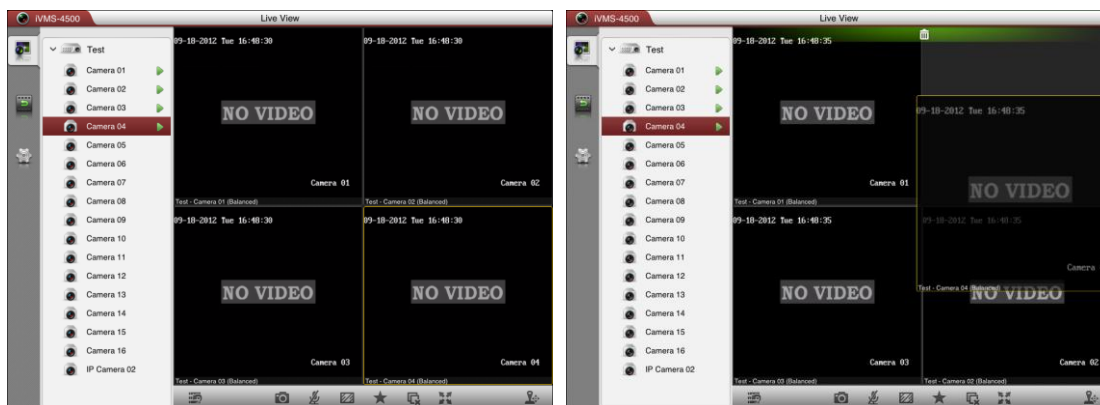 iVMS-4500
Live View
Test
Camera 01
Camera 02
Camera 03
Camera 04
Camera 05
Camera 06
Camera 07
Camera 08
Camera 09
Camera 10
Camera 11
Camera 12
Camera 13
Camera 14
Camera 15
Camera 16
IP Camera 02
09-18-2012 Tue 16:48:30
NO VIDEO
Camera 01
Test - Camera 01 (Balanced)
09-18-2012 Tue 16:48:30
NO VIDEO
Camera 02
Test - Camera 02 (Balanced)
09-18-2012 Tue 16:48:30
NO VIDEO
Camera 03
Test - Camera 03 (Balanced)
09-18-2012 Tue 16:48:30
NO VIDEO
Camera 04
Test - Camera 04 (Balanced)
iVMS-4500
Live View
Test
Camera 01
Camera 02
Camera 03
Camera 04
Camera 05
Camera 06
Camera 07
Camera 08
Camera 09
Camera 10
Camera 11
Camera 12
Camera 13
Camera 14
Camera 15
Camera 16
IP Camera 02
09-18-2012 Tue 16:48:35
NO VIDEO
Camera 01
Test - Camera 01 (Balanced)
09-18-2012 Tue 16:48:35
NO VIDEO
Camera
Test - Camera 04 (Balanced)
09-18-2012 Tue 16:48:35
NO VIDEO
Camera 03
Test - Camera 03 (Balanced)
09-18-2012 Tue 16:48:35
NO VIDEO
Camera 02
Test - Camera 02 (Balanced)